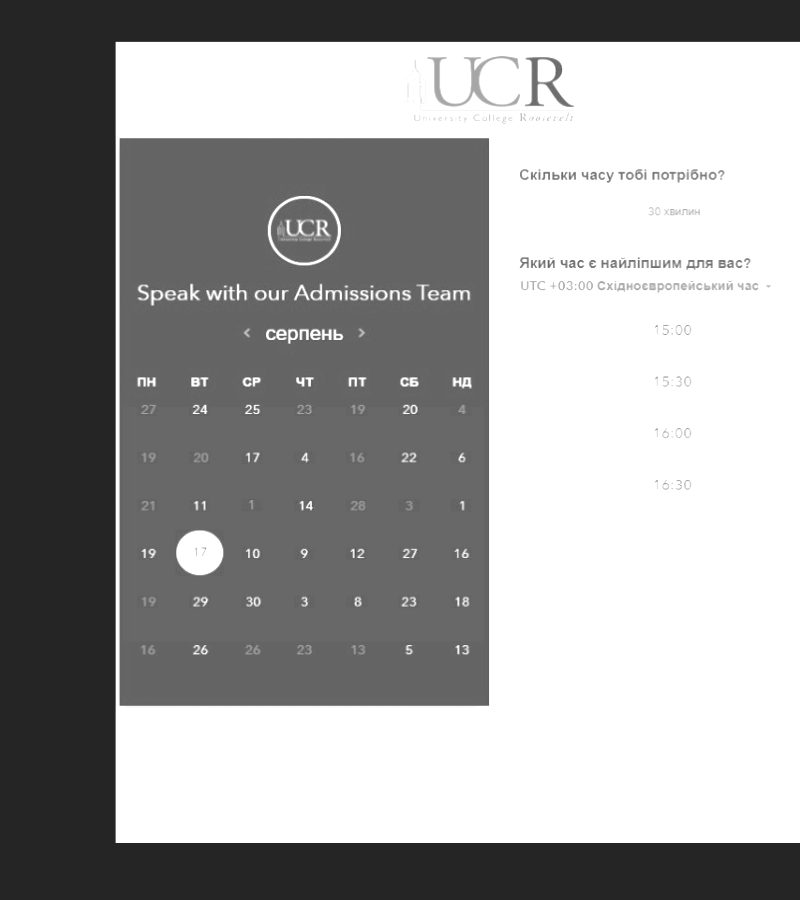 UCR
University College Roosevelt
UCR
Speak with our Admissions Team
< серпень >
ПН ВТ СР ЧТ ПТ СБ НД
27 24 25 23 19 20 4
19 20 17 4 16 22 6
21 11 1 14 28 3 1
19 17 10 9 12 27 16
19 29 30 3 8 23 18
16 26 26 23 13 5 13
Скільки часу тобі потрібно?
30 хвилин
Який час є найліпшим для вас?
UTC +03:00 Східноєвропейський час
15:00
15:30
16:00
16:30